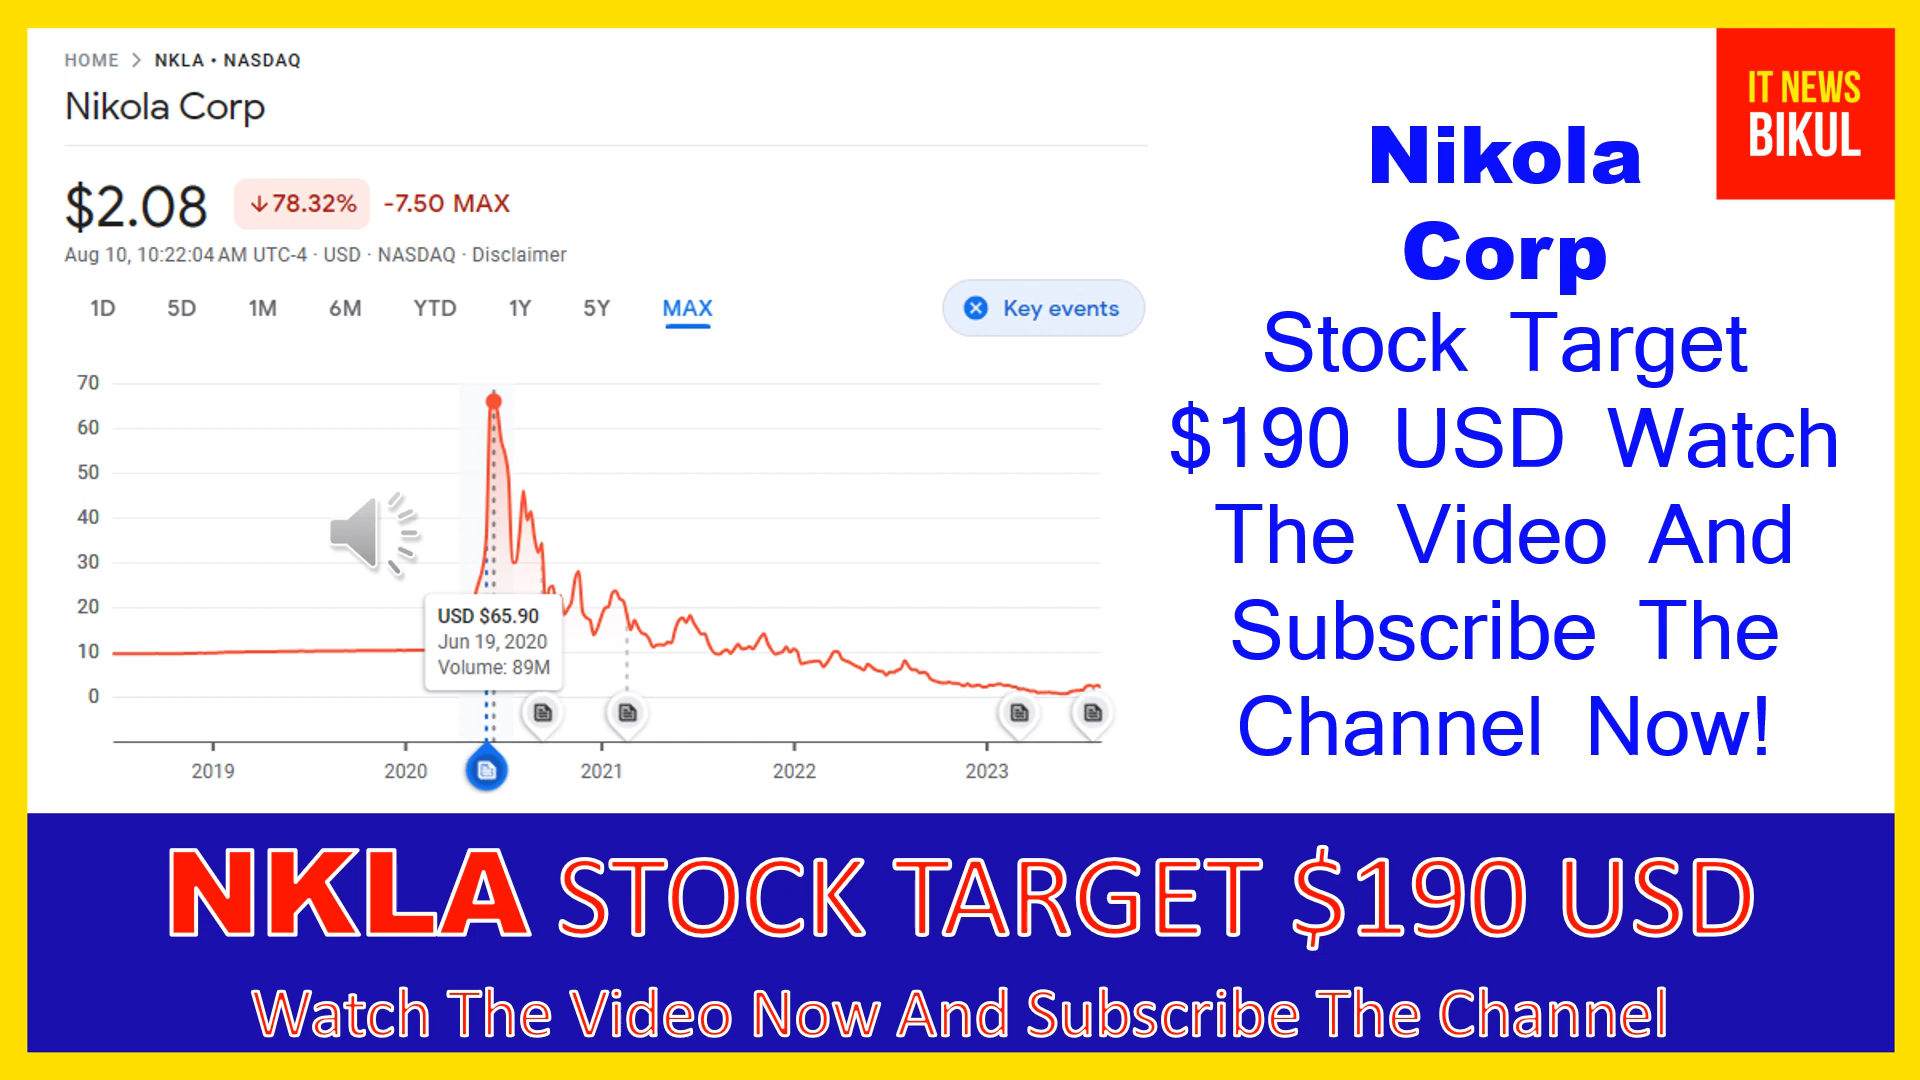 HOME > NKLA • NASDAQ
Nikola Corp
$2.08 ↓78.32% -7.50 MAX
Aug 10, 10:22:04 AM UTC-4 · USD · NASDAQ · Disclaimer
1D 5D 1M 6M YTD 1Y 5Y MAX
Key events
70
60
50
40
30
20
10
0
USD $65.90
Jun 19, 2020
Volume: 89M
2019 2020 2021 2022 2023
IT NEWS
BIKUL
Nikola
Corp
Stock Target
$190 USD Watch
The Video And
Subscribe The
Channel Now!
NKLA STOCK TARGET $190 USD
Watch The Video Now And Subscribe The Channel